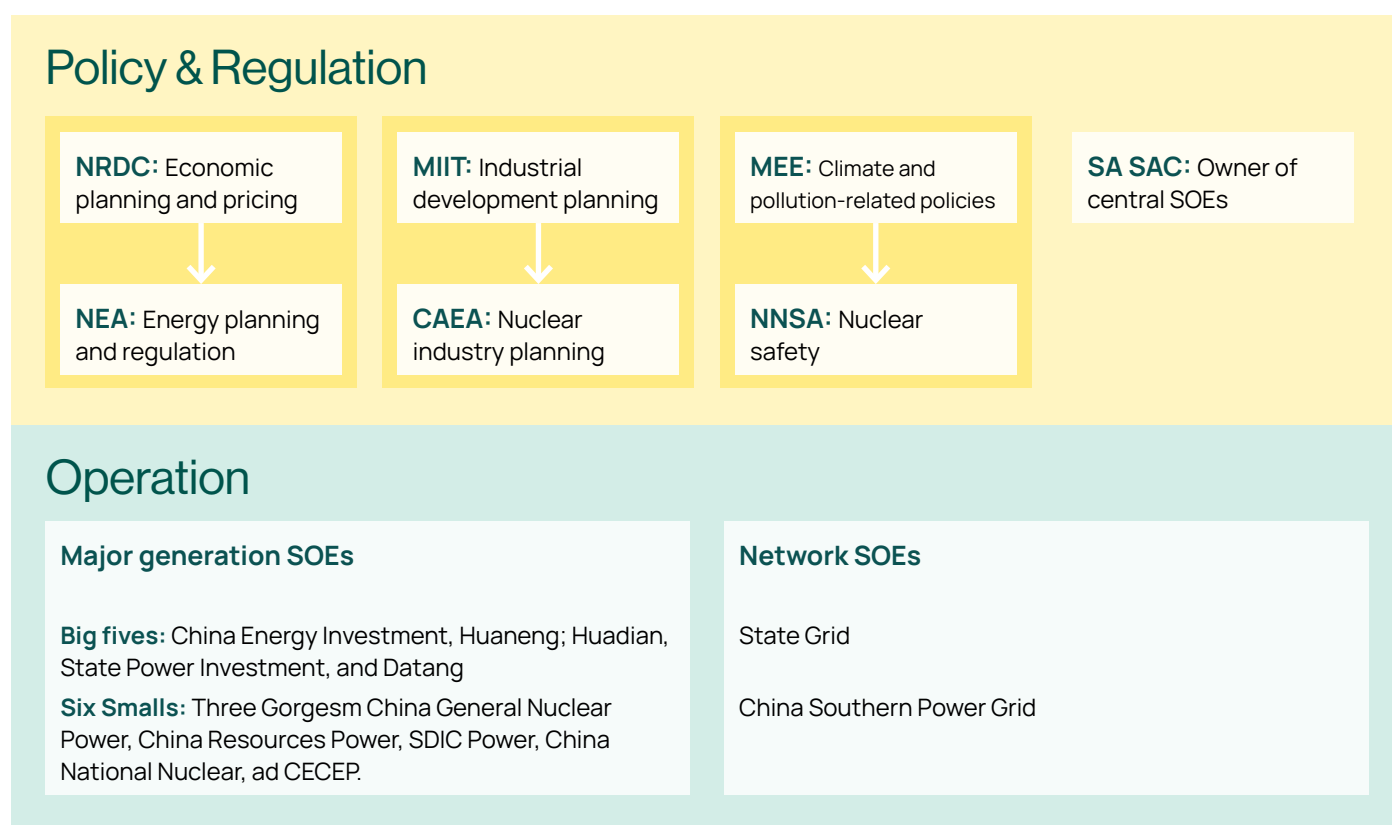 Policy & Regulation
NRDC: Economic
planning and pricing
NEA: Energy planning
and regulation
MIIT: Industrial
development planning
CAEA: Nuclear
industry planning
MEE: Climate and
pollution-related policies
NNSA: Nuclear
safety
SA SAC: Owner of
central SOEs
Operation
Major generation SOEs
Big fives: China Energy Investment, Huaneng; Huadian,
State Power Investment, and Datang
Six Smalls: Three Gorgesm China General Nuclear
Power, China Resources Power, SDIC Power, China
National Nuclear, ad CECEP.
Network SOEs
State Grid
China Southern Power Grid